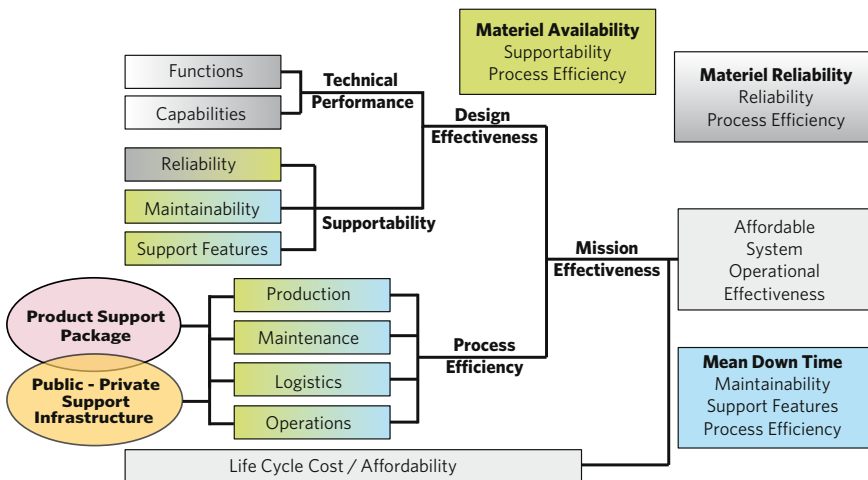 Materiel Availability
Supportability
Process Efficiency
Materiel Reliability
Reliability
Process Efficiency
Functions
Capabilities
Technical
Performance
Design
Effectiveness
Reliability
Maintainability
Support Features
Supportability
Mission
Effectiveness
Affordable
System
Operational
Effectiveness
Product Support
Package
Public - Private
Support
Infrastructure
Production
Maintenance
Logistics
Operations
Process
Efficiency
Mean Down Time
Maintainability
Support Features
Process Efficiency
Life Cycle Cost / Affordability